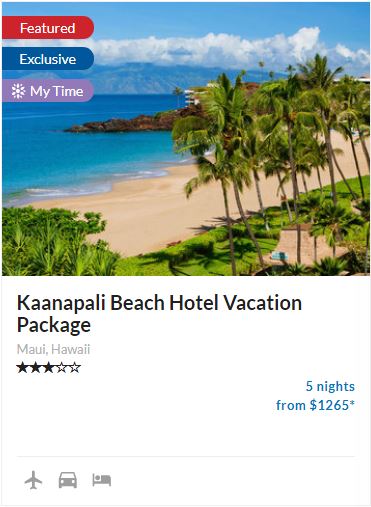 Featured
Exclusive
My Time
Kaanapali Beach Hotel Vacation
Package
Maui, Hawaii
5 nights
from $1265*